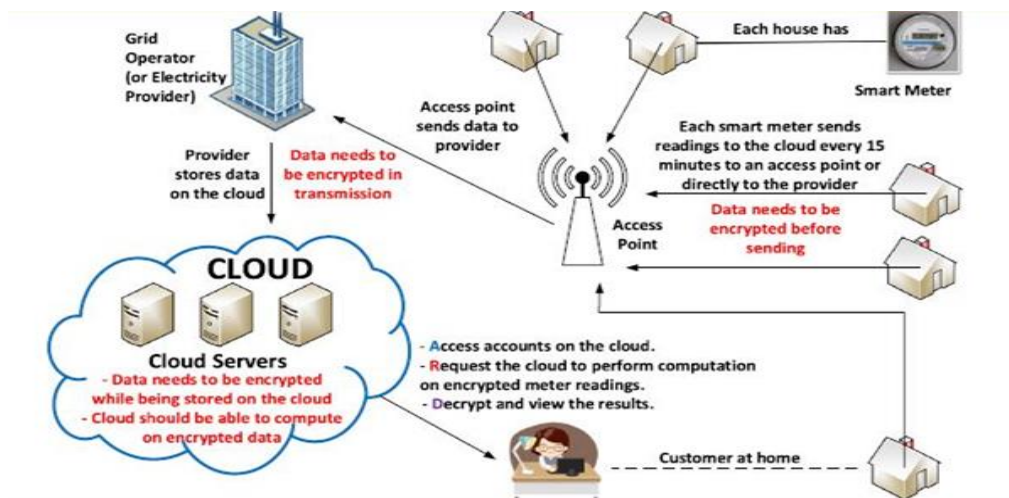 Grid
Operator
(or Electricity
Provider)
Each house has
Smart Meter
Access point
sends data to
provider
Each smart meter sends
readings to the cloud every 15
minutes to an access point or
directly to the provider
Data needs to be
encrypted before
sending
Provider
stores data
on the cloud
Data needs to
be encrypted in
transmission
Access
Point
CLOUD
Cloud Servers
- Data needs to be encrypted
while being stored on the cloud
- Cloud should be able to compute
on encrypted data
- Access accounts on the cloud.
- Request the cloud to perform computation
on encrypted meter readings.
- Decrypt and view the results.
Customer at home